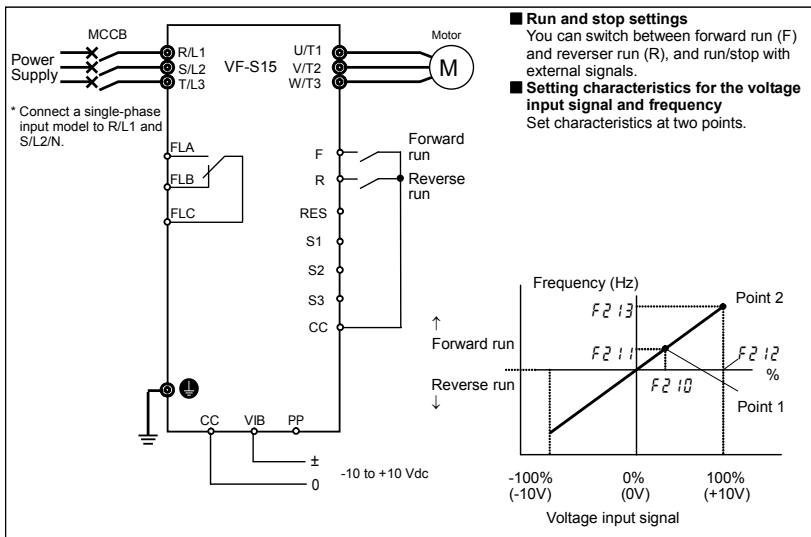 MCCB
Power
Supply
R/L1
S/L2
T/L3
VF-S15
U/T1
V/T2
W/T3
Motor
M
* Connect a single-phase
input model to R/L1 and
S/L2/N.
FLA
FLB
FLC
F
R
RES
S1
S2
S3
CC
Forward
run
Reverse
run
CC
VIB
PP
±
0
-10 to +10 Vdc
■ Run and stop settings
You can switch between forward run (F)
and reverser run (R), and run/stop with
external signals.
■ Setting characteristics for the voltage
input signal and frequency
Set characteristics at two points.
Frequency (Hz)
F213
Point 2
↑
Forward run
F211
F212
%
Reverse run
↓
F210
Point 1
-100%
(-10V)
0%
(0V)
100%
(+10V)
Voltage input signal